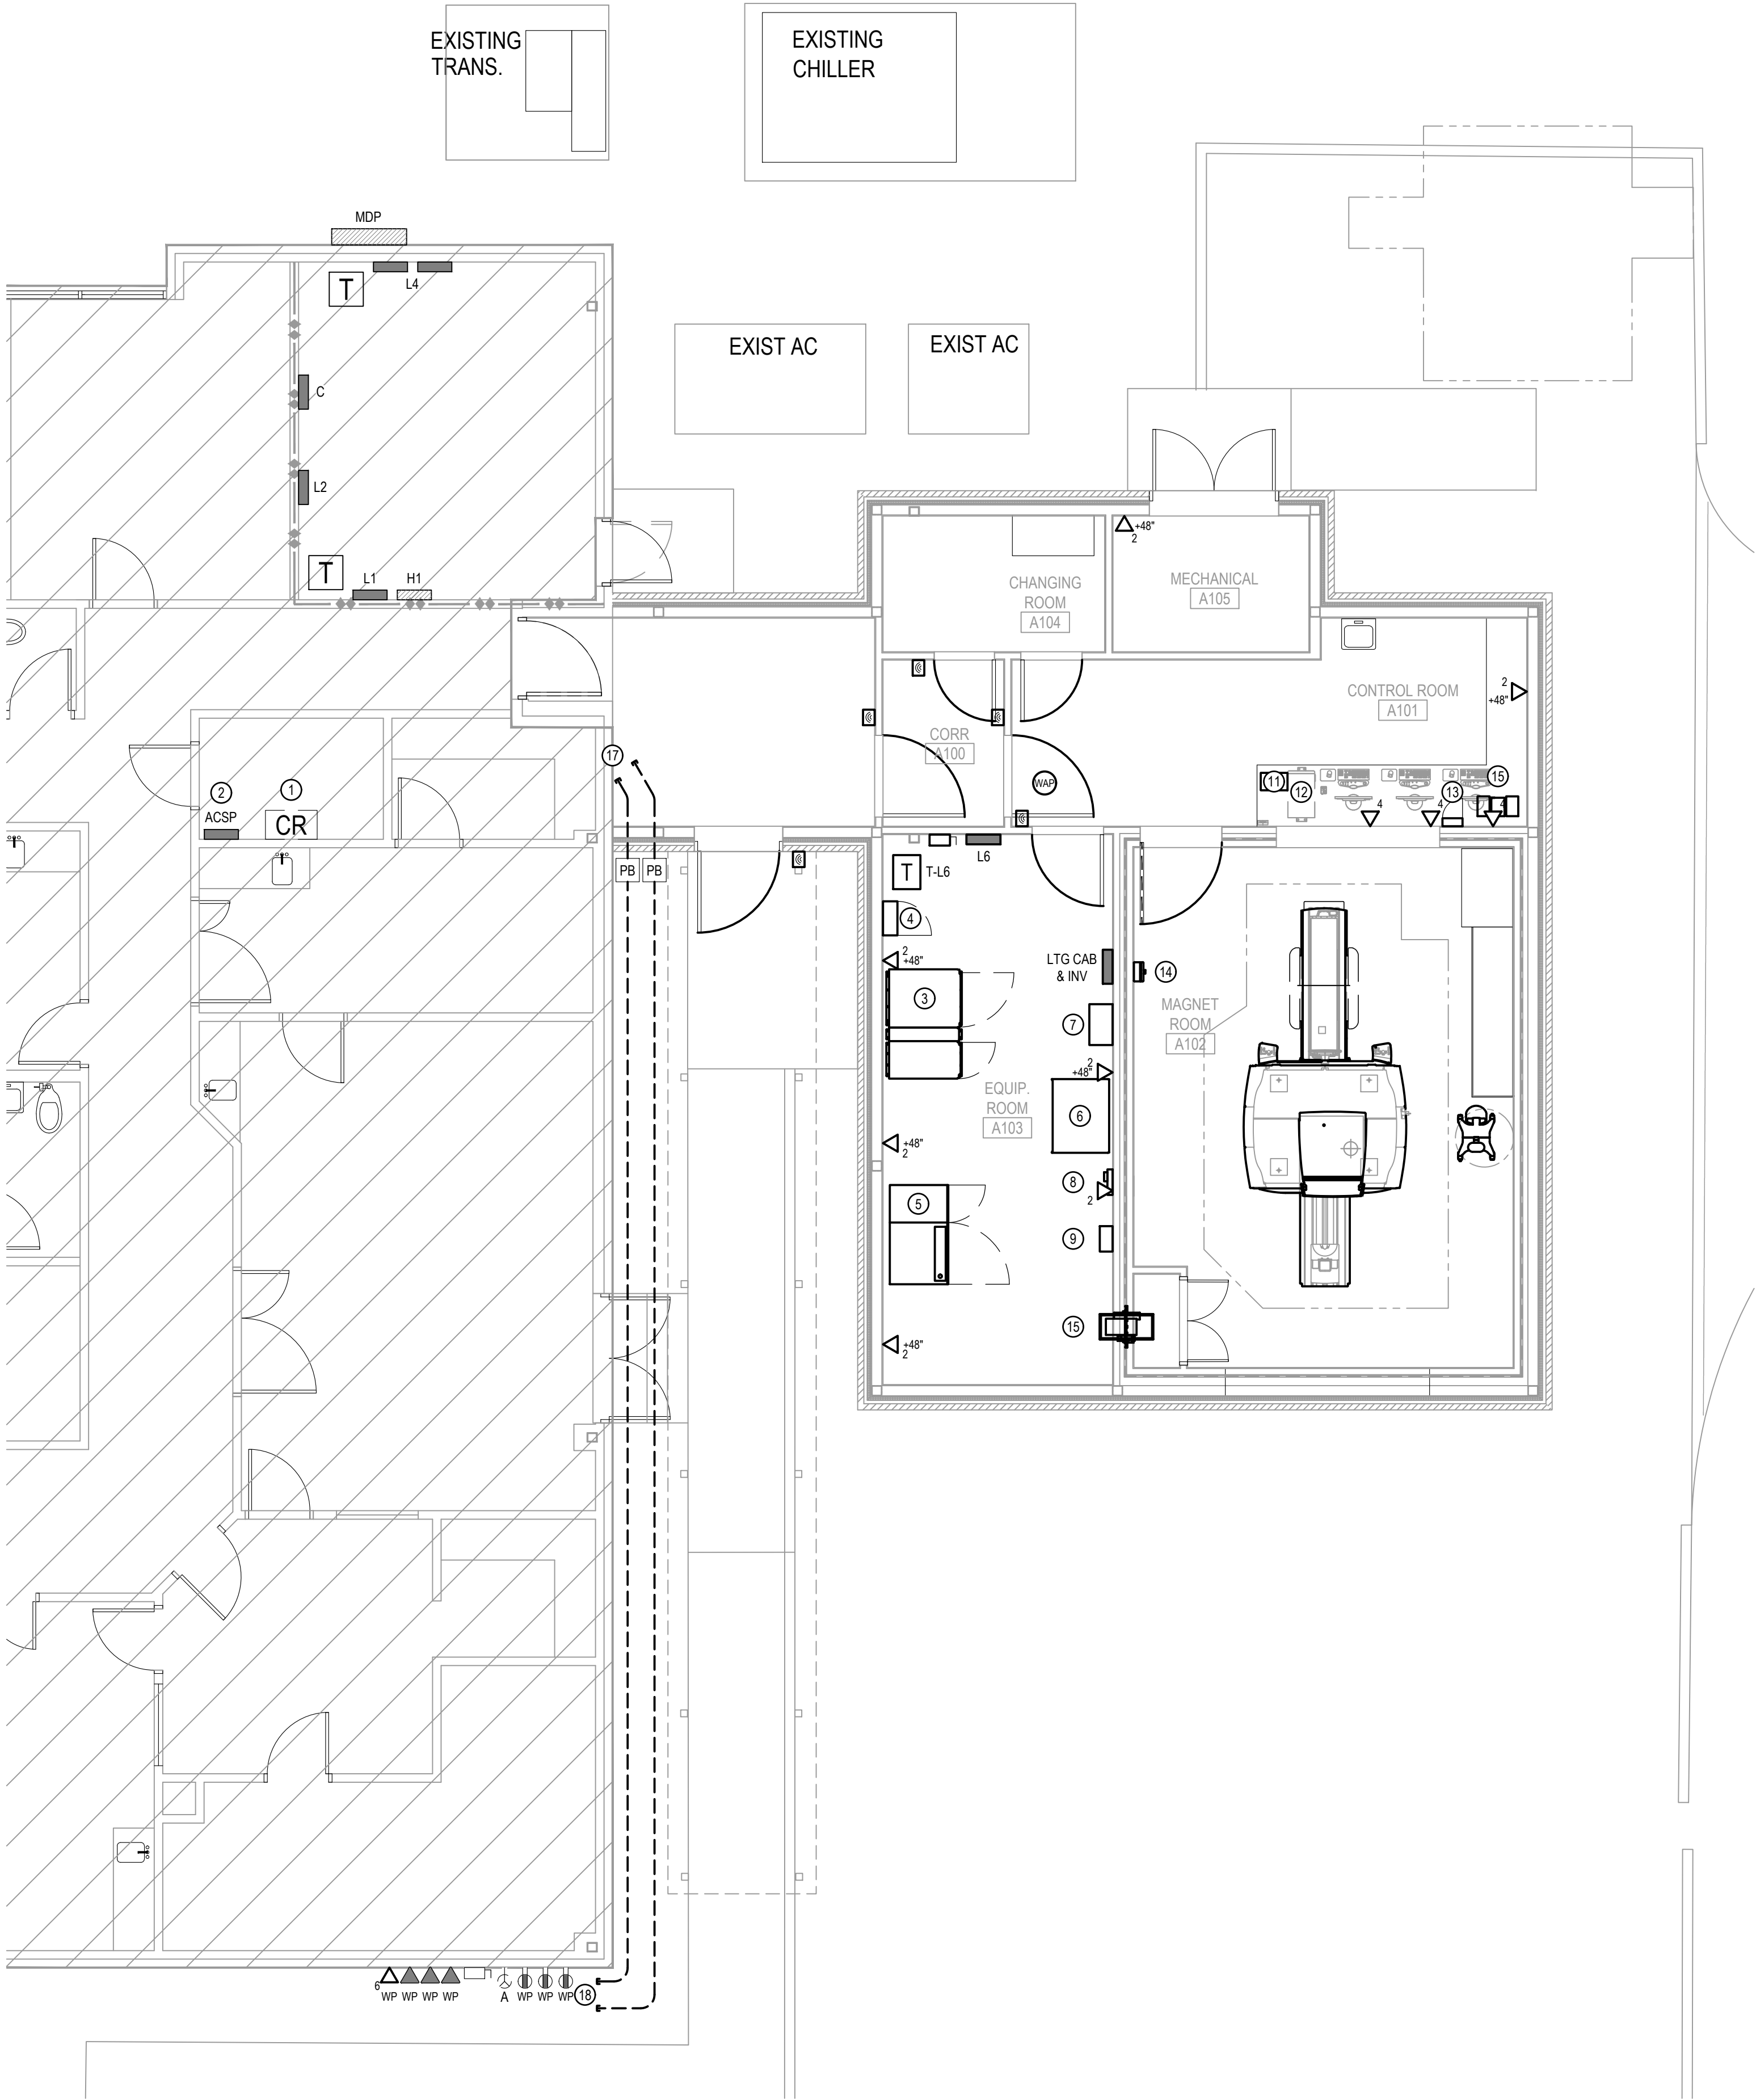 EXISTING
TRANS.
EXISTING
CHILLER
MDP
T
L4
EXIST AC
EXIST AC
C
L2
T
L1
H1
+48"
2
CHANGING
ROOM
A104
MECHANICAL
A105
CONTROL ROOM
A101
2
+48"
CORR
A100
17
WAP
11
12
13
15
4
4
4
2
1
ACSP
CR
PB
PB
L6
T
T-L6
4
2
+48"
LTG CAB
& INV
14
3
7
MAGNET
ROOM
A102
2
+48"
EQUIP.
ROOM
A103
6
+48"
2
8
2
5
9
15
+48"
2
6
WP
WP
WP
WP
A
WP
WP
WP
18